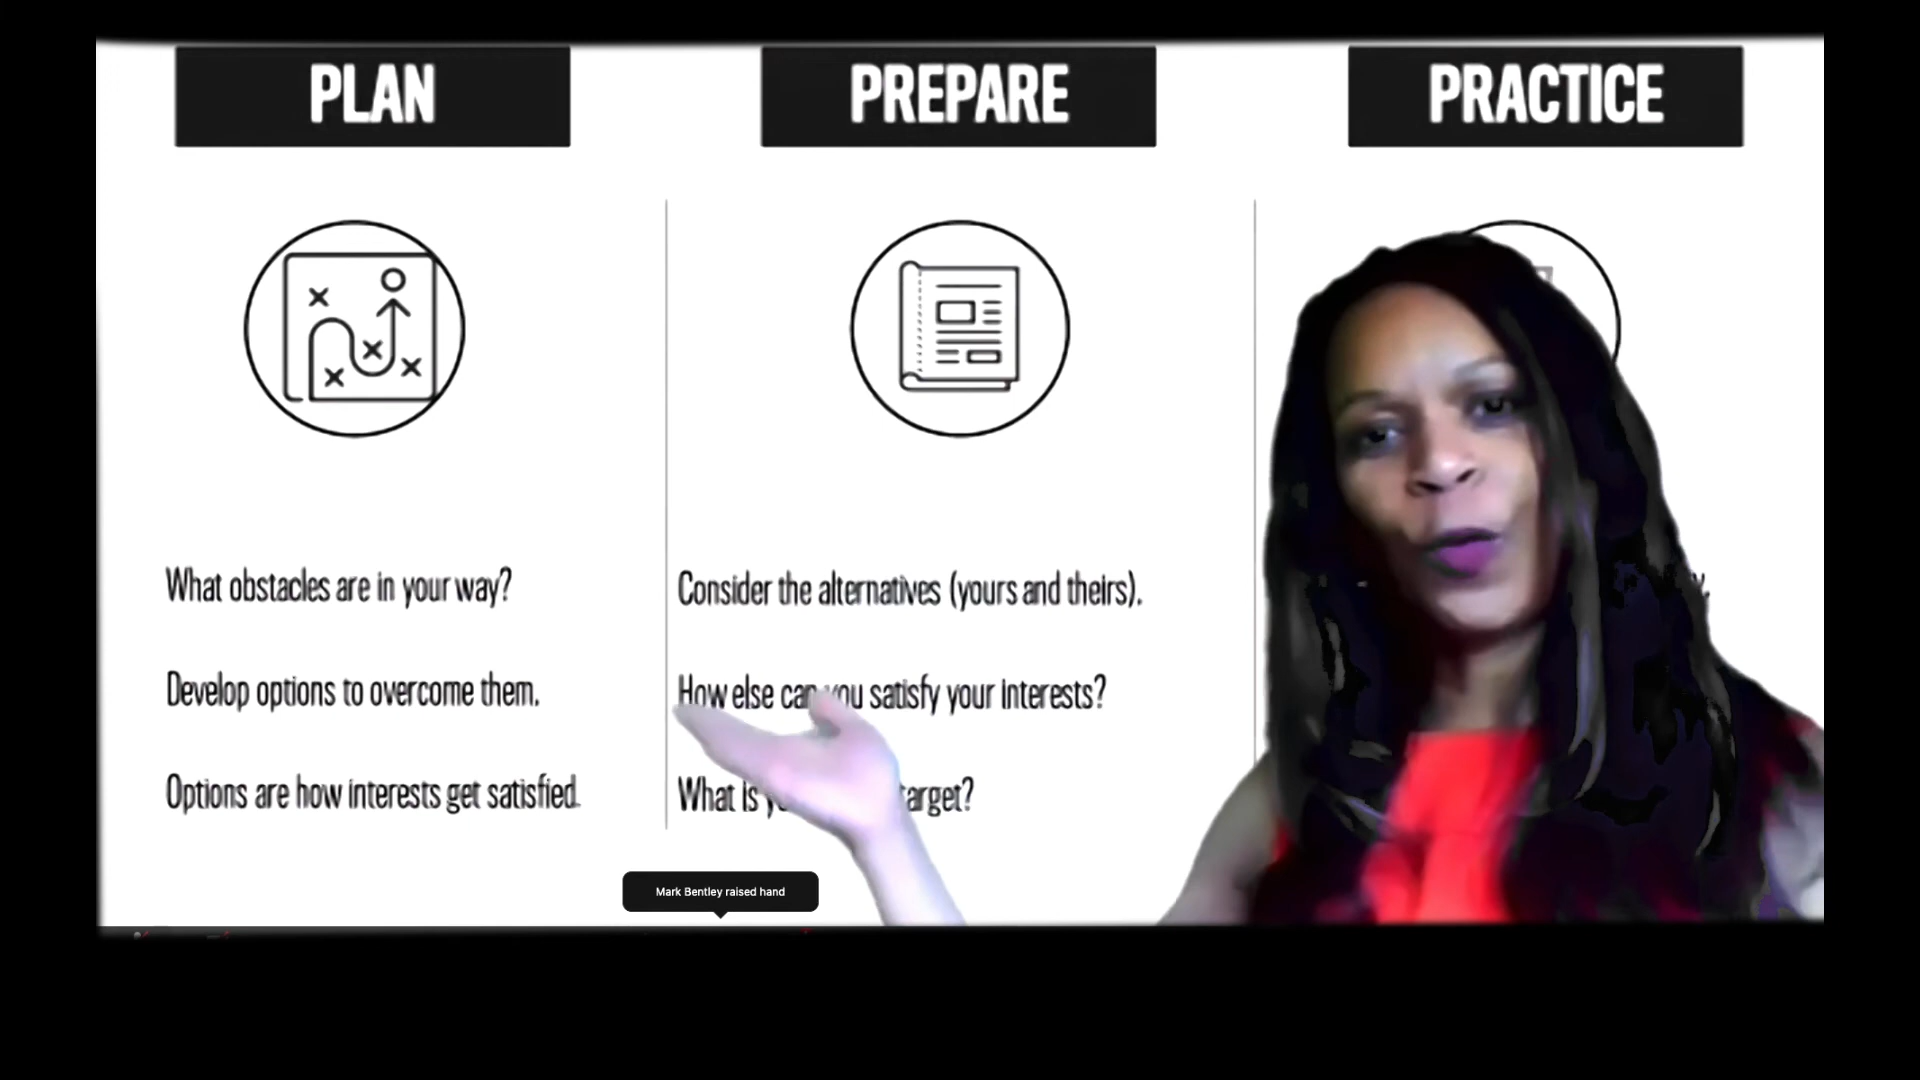 PLAN
PREPARE
PRACTICE
What obstacles are in your way?
Develop options to overcome them.
Options are how interests get satisfied.
Consider the alternatives (yours and theirs).
How else can you satisfy your interests?
What is target?
Mark Bentley raised hand